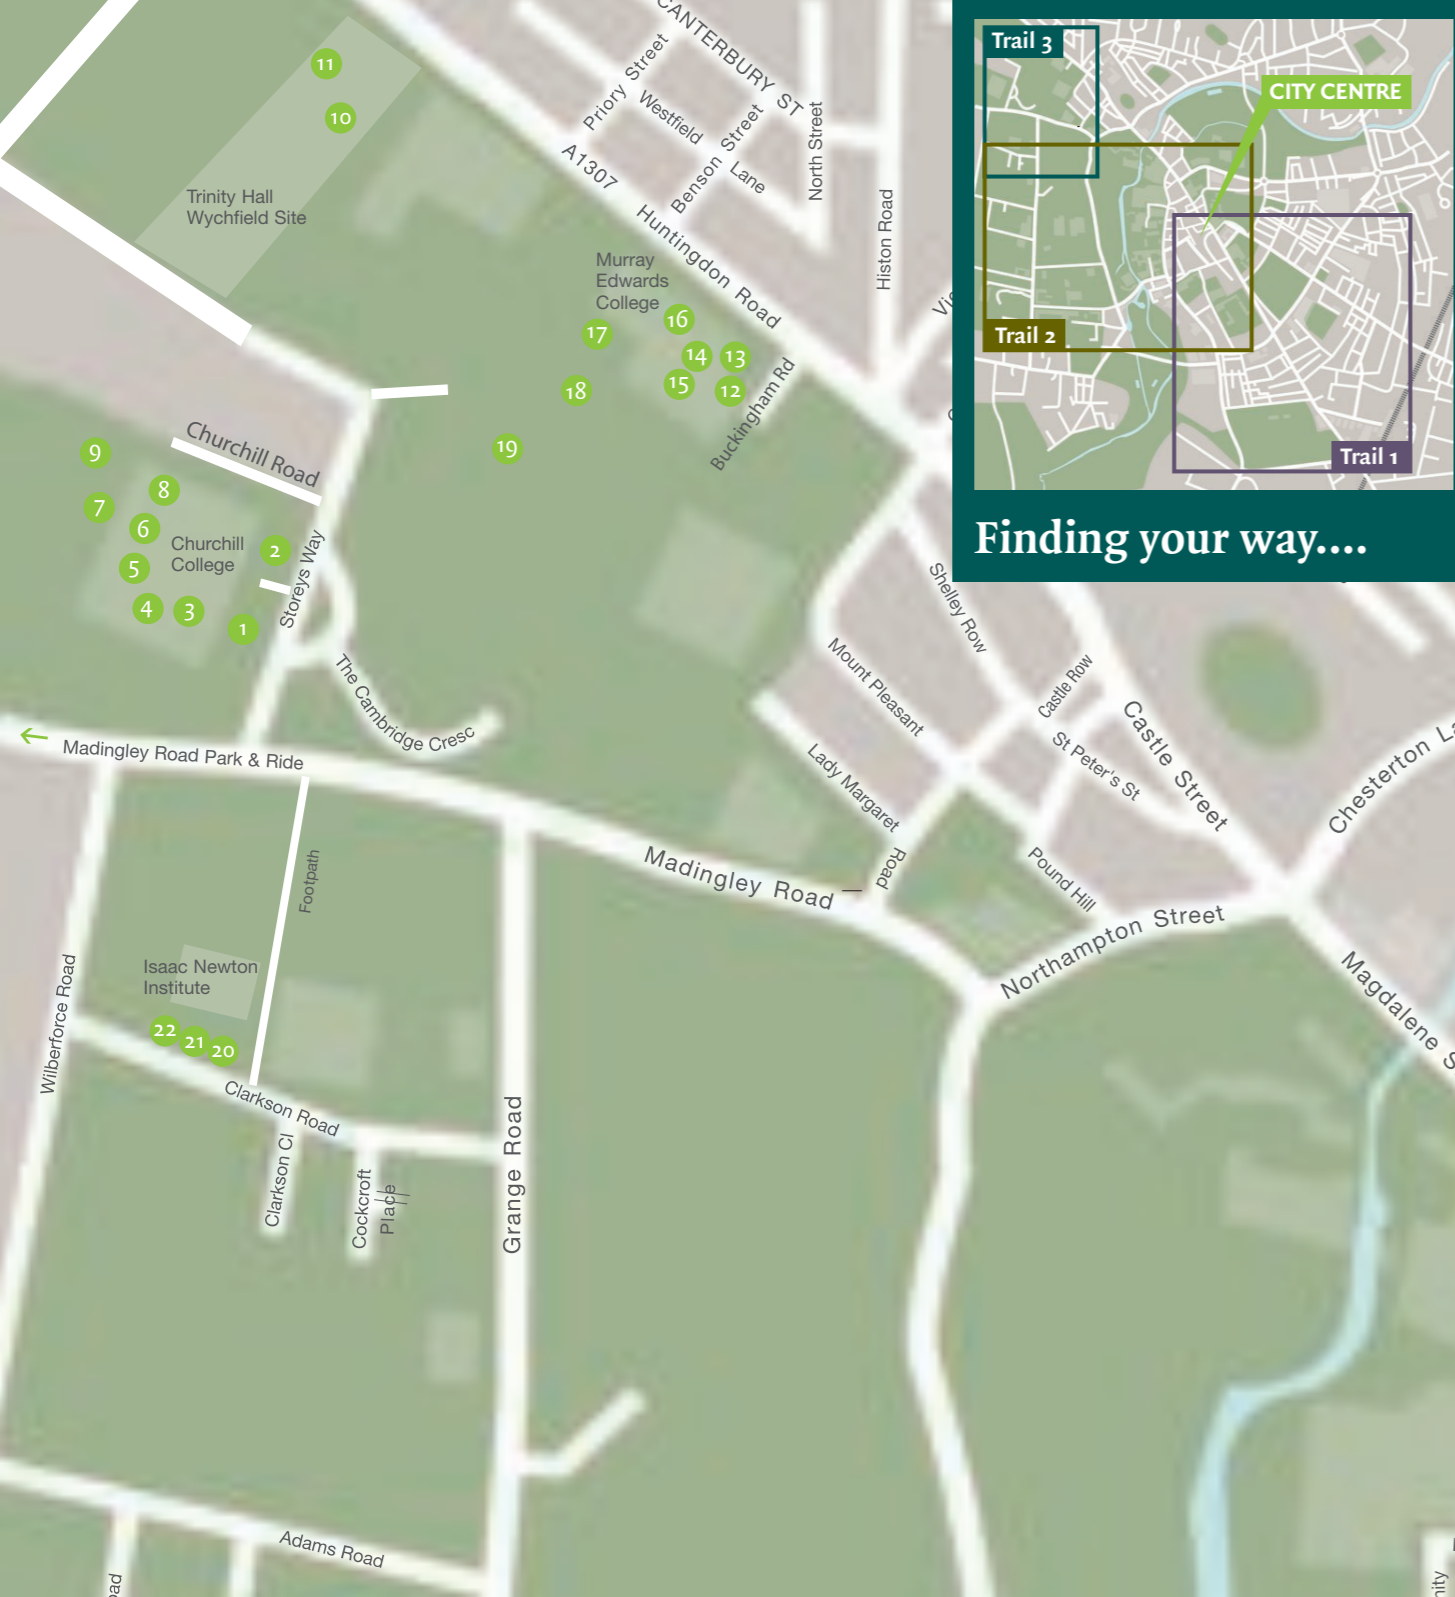 CANTERBURY ST
Priory Street
Westfield
Lane
Benson Street
North Street
A1307
Huntingdon Road
Histon Road
11
10
Trinity Hall
Wychfield Site
Murray
Edwards
College
16
17
14
13
15
12
18
19
Buckingham Rd
Trail 3
CITY CENTRE
Trail 2
Trail 1
Finding your way....
Churchill Road
9
8
7
6
Churchill
College
2
5
4
3
1
Storeys Way
The Cambridge Cresc
Shelley Row
Mount Pleasant
Castle Row
St Peter's St
Castle Street
Lady Margaret
Road
Pound Hill
← Madingley Road Park & Ride
Madingley Road
Northampton Street
Magdalene
Footpath
Wilberforce Road
Isaac Newton
Institute
22
21
20
Clarkson Road
Clarkson Cl
Cockcroft
Place
Grange Road
Adams Road
Chesterton